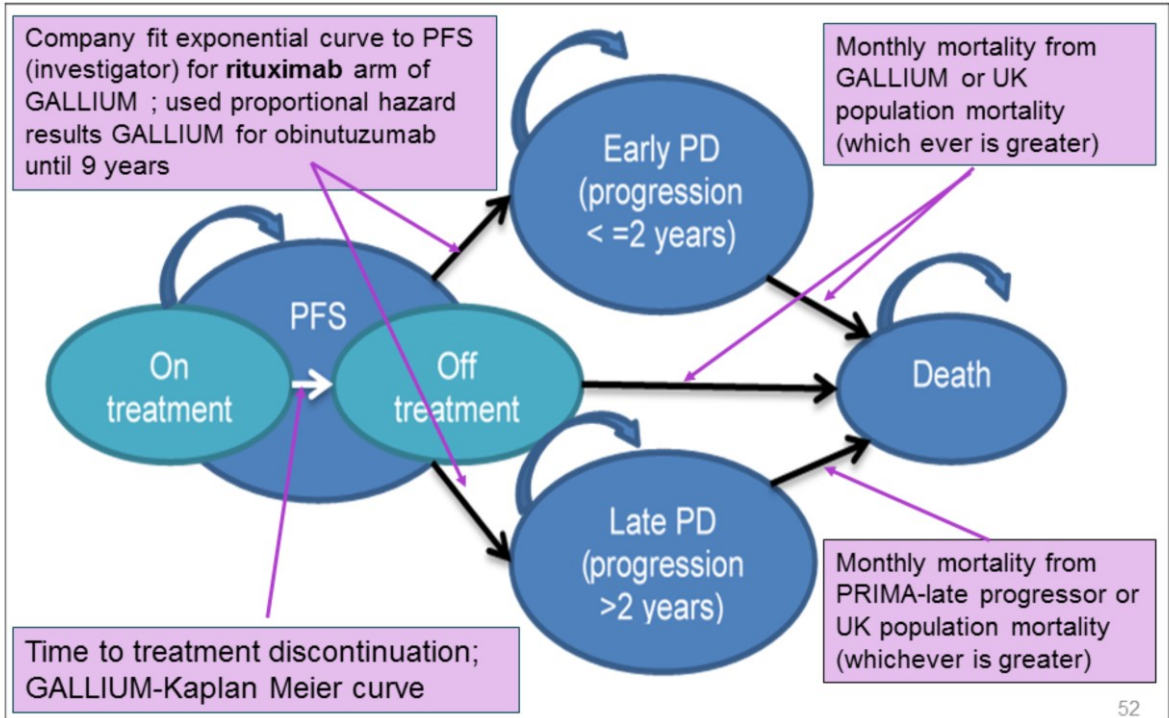 Company fit exponential curve to PFS
(investigator) for rituximab arm of
GALLIUM ; used proportional hazard
results GALLIUM for obinutuzumab
until 9 years
Monthly mortality from
GALLIUM or UK
population mortality
(which ever is greater)
Early PD
(progression
< =2 years)
PFS
On
treatment
Off
treatment
Death
Late PD
(progression
>2 years)
Time to treatment discontinuation;
GALLIUM-Kaplan Meier curve
Monthly mortality from
PRIMA-late progressor or
UK population mortality
(whichever is greater)
52